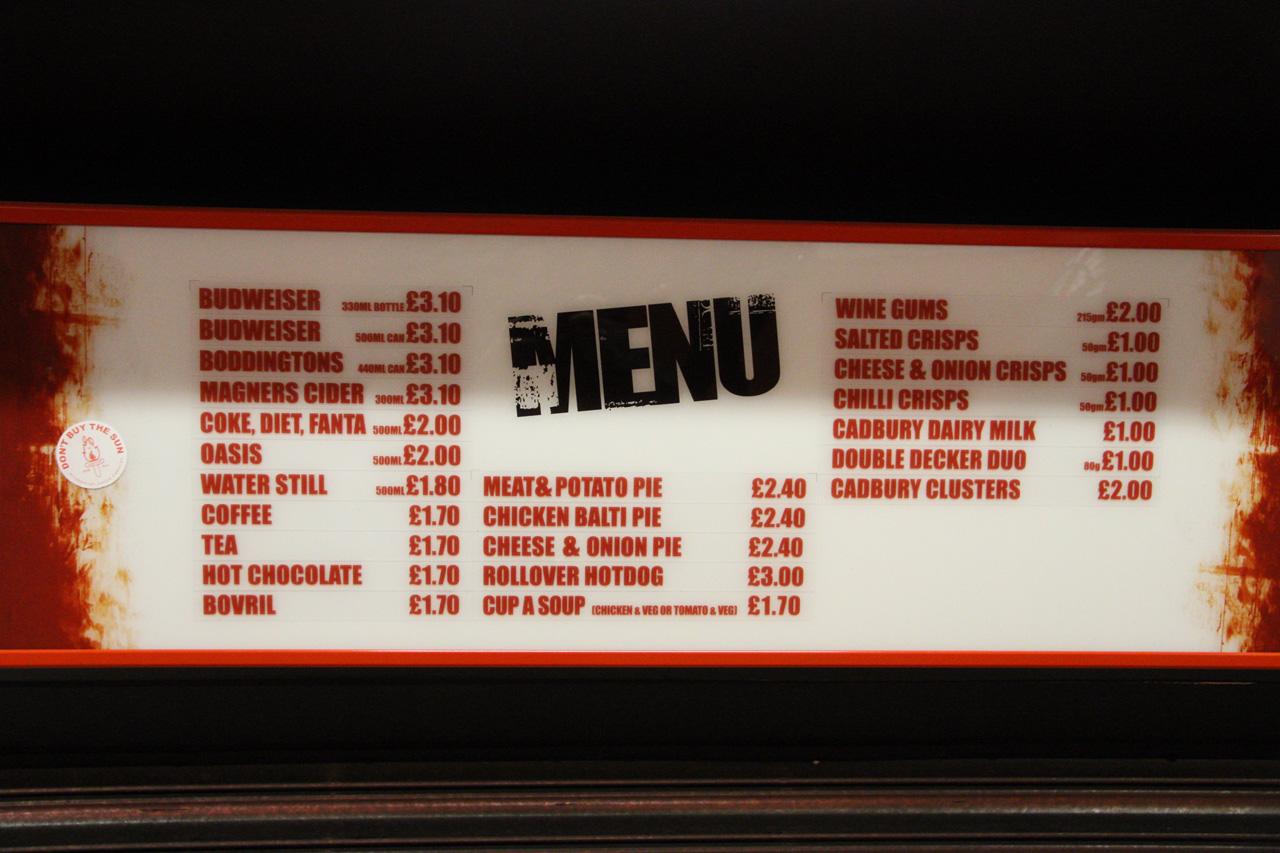 BUDWEISER 330ML BOTTLE £3.10
BUDWEISER 500ML CAN £3.10
BODDINGTONS 440ML CAN £3.10
MAGNERS CIDER 300ML £3.10
COKE, DIET, FANTA 500ML £2.00
OASIS 500ML £2.00
WATER STILL 500ML £1.80
COFFEE £1.70
TEA £1.70
HOT CHOCOLATE £1.70
BOVRIL £1.70
MENU
MEAT& POTATO PIE £2.40
CHICKEN BALTI PIE £2.40
CHEESE & ONION PIE £2.40
ROLLOVER HOTDOG £3.00
CUP A SOUP (CHICKEN & VEG OR TOMATO & VEG) £1.70
WINE GUMS 215gm £2.00
SALTED CRISPS 50gm £1.00
CHEESE & ONION CRISPS 50gm £1.00
CHILLI CRISPS 50gm £1.00
CADBURY DAIRY MILK £1.00
DOUBLE DECKER DUO 80g £1.00
CADBURY CLUSTERS £2.00
DON'T BUY THE SUN